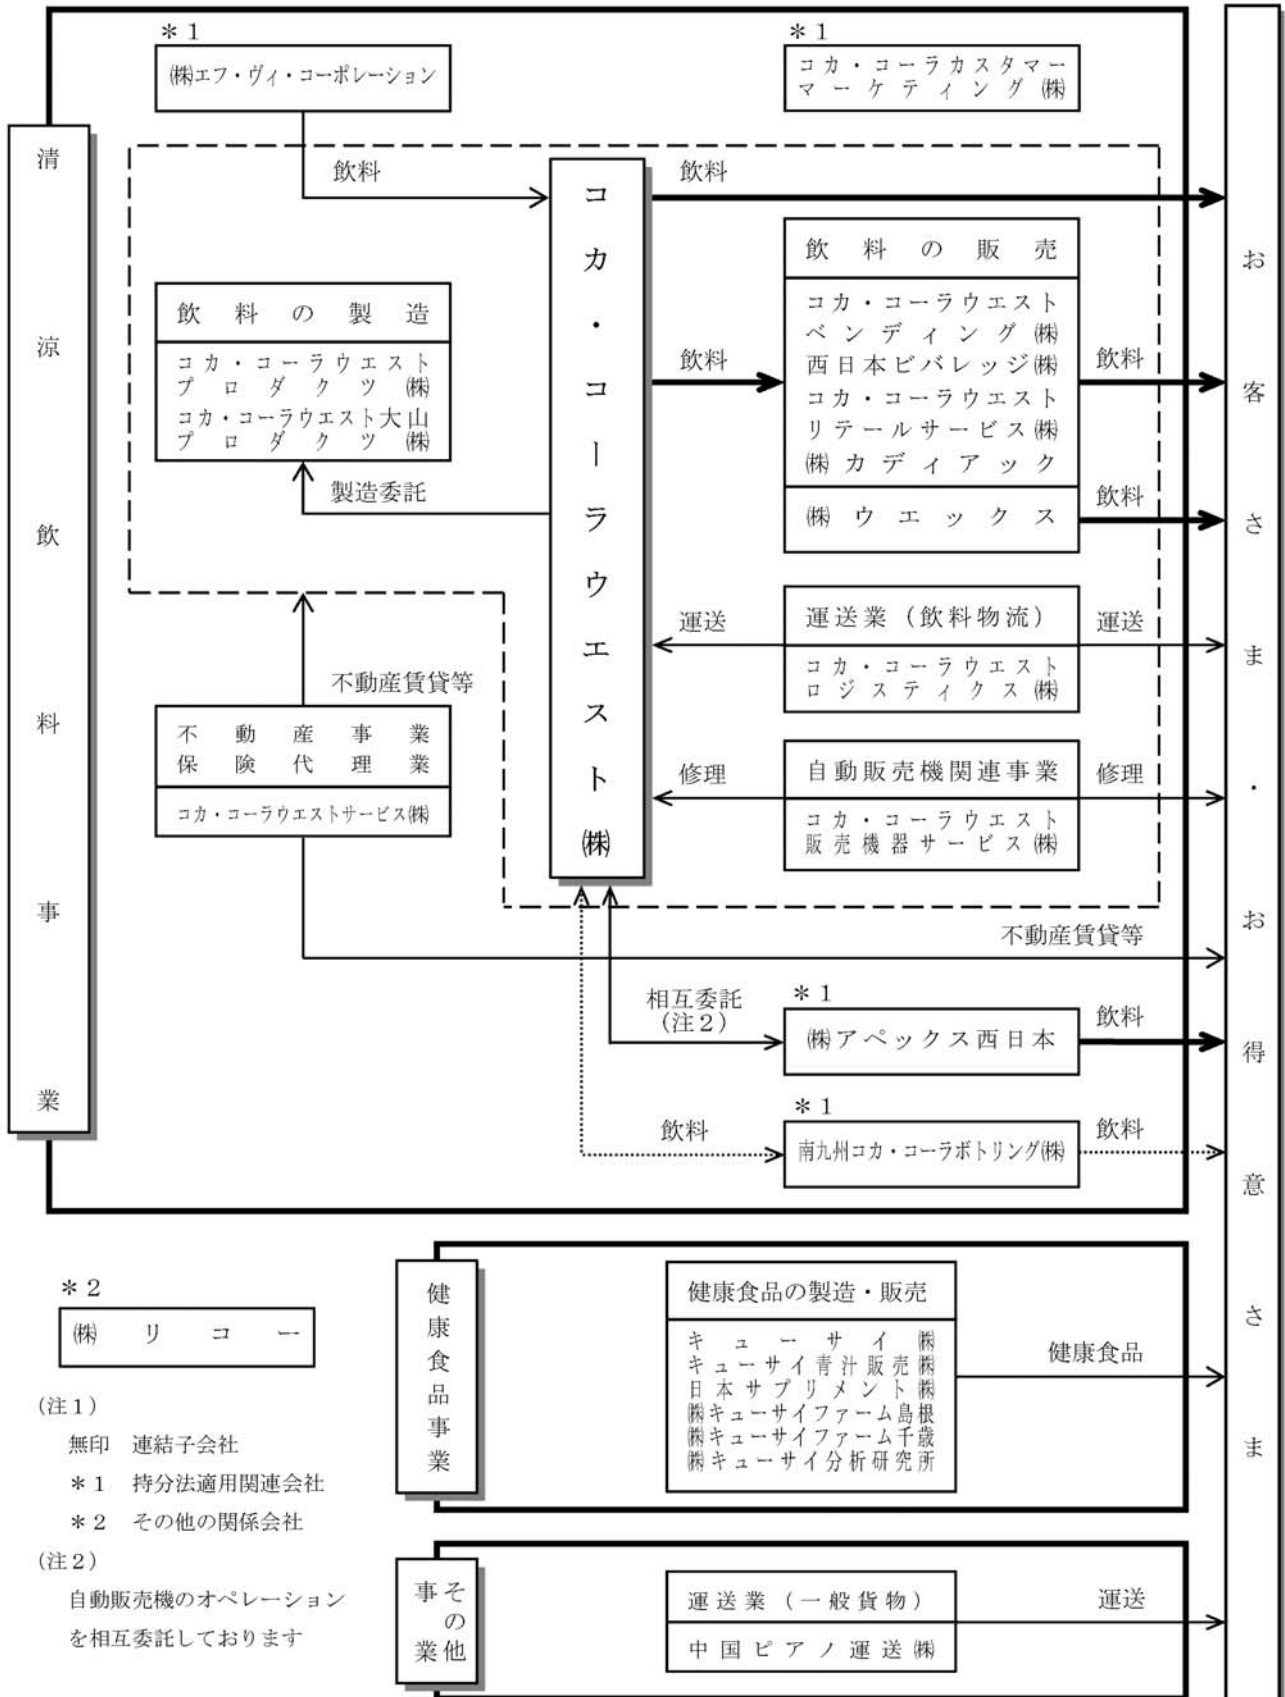 ＊１
㈱エフ・ヴィ・コーポレーション
＊１
コカ・コーラカスタマー
マーケティング㈱
清涼飲料事業
飲料
コカ・コーラウエスト㈱
飲料
お客さま・お得意さま
飲料の製造
コカ・コーラウエスト
プロダクツ㈱
コカ・コーラウエスト大山
プロダクツ㈱
製造委託
飲料
飲料の販売
コカ・コーラウエスト
ベンディング㈱
西日本ビバレッジ㈱
コカ・コーラウエスト
リテールサービス㈱
㈱カディアック
飲料
㈱ウエックス
飲料
運送
運送業（飲料物流）
コカ・コーラウエスト
ロジスティクス㈱
運送
不動産賃貸等
不動産事業
保険代理業
コカ・コーラウエストサービス㈱
修理
自動販売機関連事業
コカ・コーラウエスト
販売機器サービス㈱
修理
不動産賃貸等
相互委託
（注２）
＊１
㈱アペックス西日本
飲料
飲料
＊１
南九州コカ・コーラボトリング㈱
飲料
＊２
㈱リコー
（注１）
無印　連結子会社
＊１　持分法適用関連会社
＊２　その他の関係会社
（注２）
自動販売機のオペレーション
を相互委託しております
健康食品事業
健康食品の製造・販売
キューサイ㈱
キューサイ青汁販売㈱
日本サプリメント㈱
㈱キューサイファーム島根
㈱キューサイファーム千歳
㈱キューサイ分析研究所
健康食品
その他
事業
運送業（一般貨物）
中国ピアノ運送㈱
運送